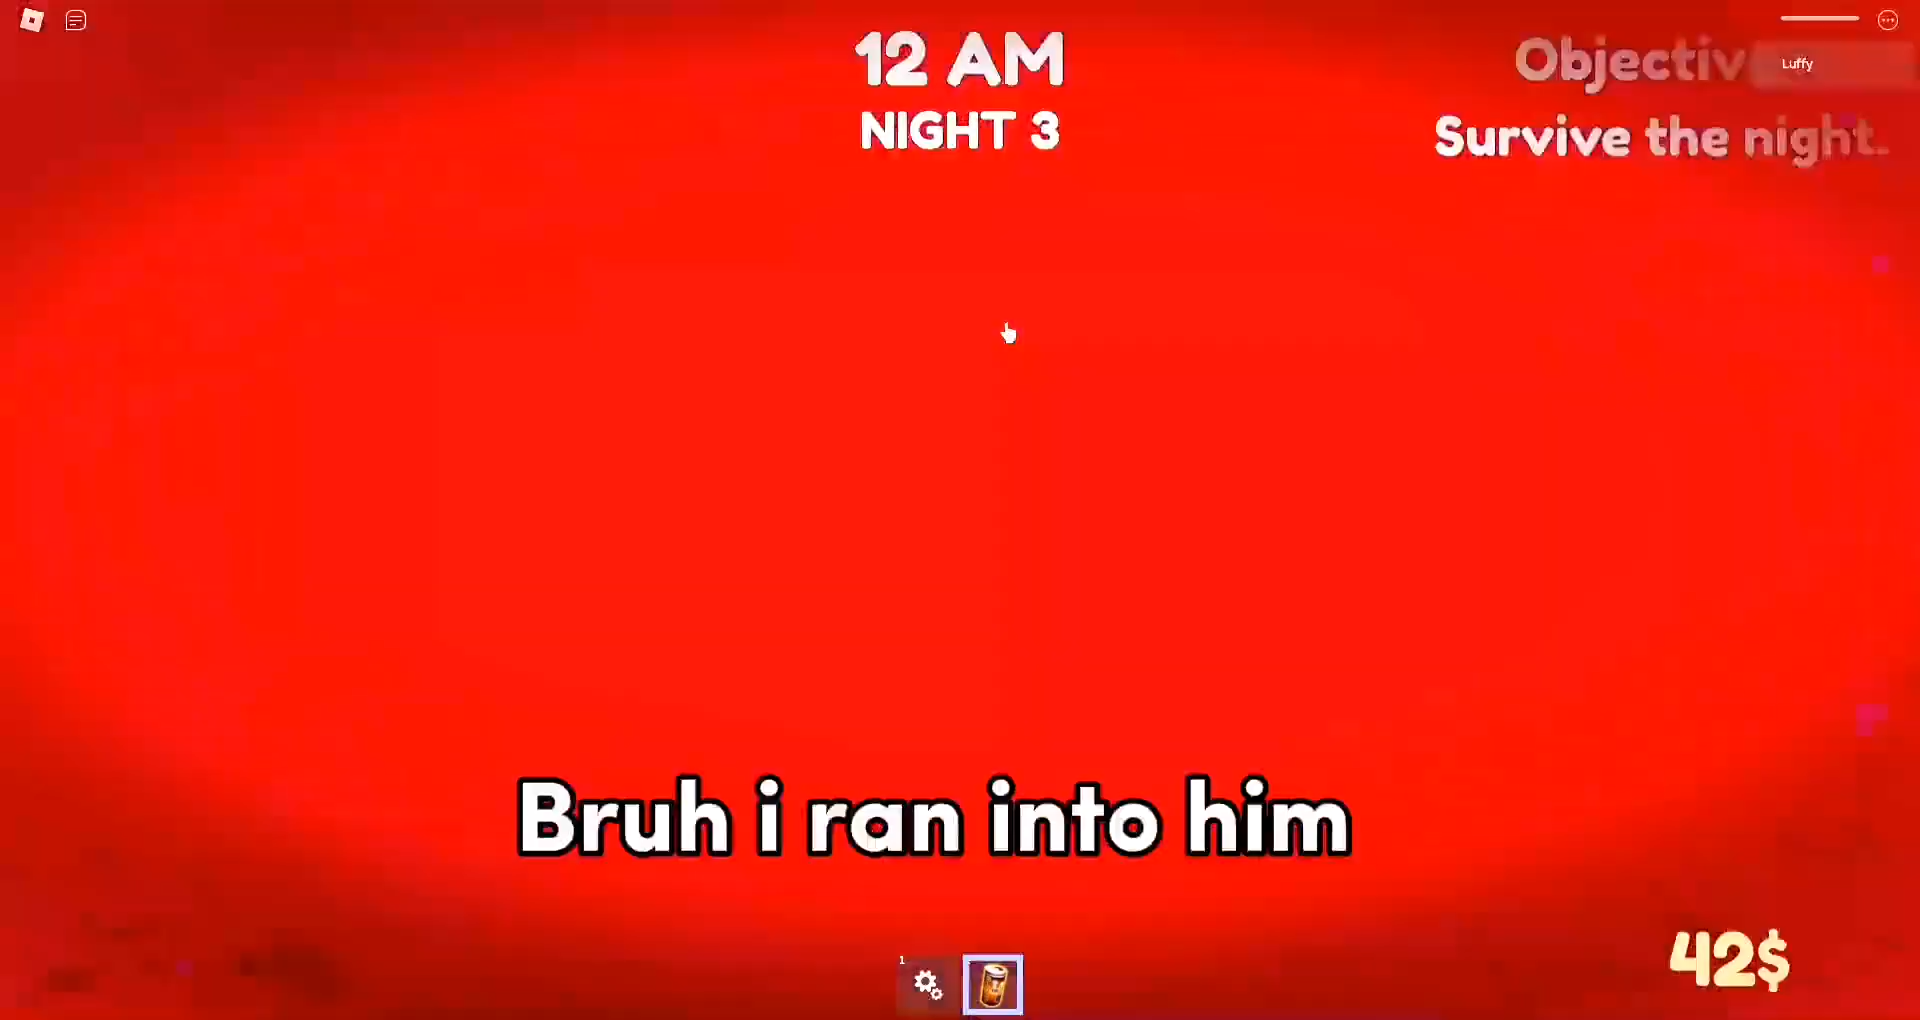 12 AM
NIGHT 3
Objectiv
Luffy
Survive the night.
Bruh i ran into him
1
42$